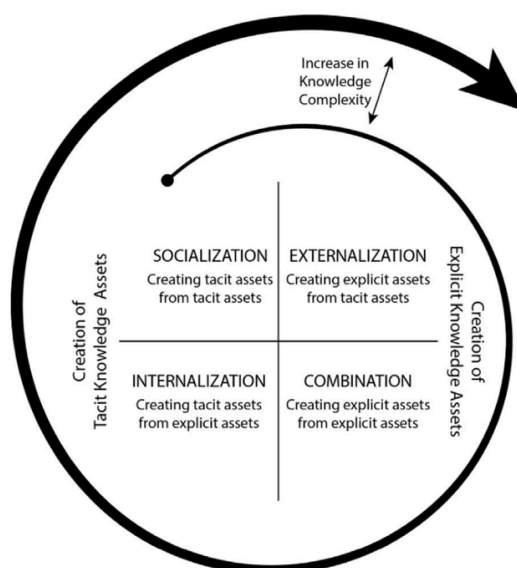 Increase in
Knowledge
Complexity
Creation of
Tacit Knowledge Assets
SOCIALIZATION
Creating tacit assets
from tacit assets
EXTERNALIZATION
Creating explicit assets
from tacit assets
Creation of
Explicit Knowledge Assets
INTERNALIZATION
Creating tacit assets
from explicit assets
COMBINATION
Creating explicit assets
from explicit assets